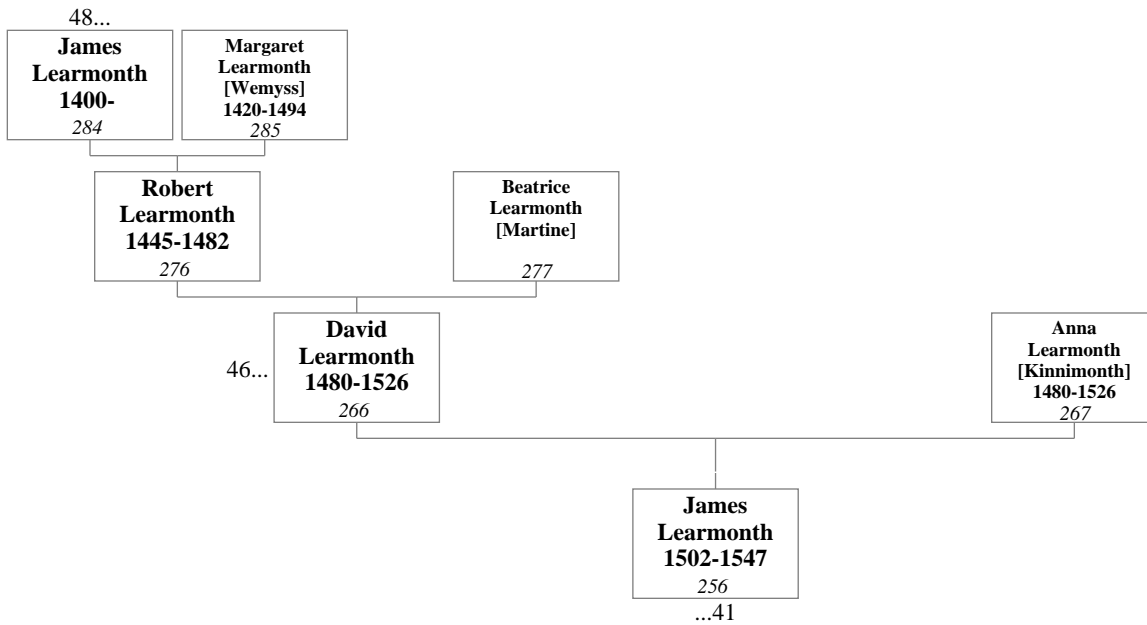 48...
James
Learmonth
1400-
284
Margaret
Learmonth
[Wemyss]
1420-1494
285
Robert
Learmonth
1445-1482
276
Beatrice
Learmonth
[Martine]
277
46...
David
Learmonth
1480-1526
266
Anna
Learmonth
[Kinnimonth]
1480-1526
267
James
Learmonth
1502-1547
256
...41